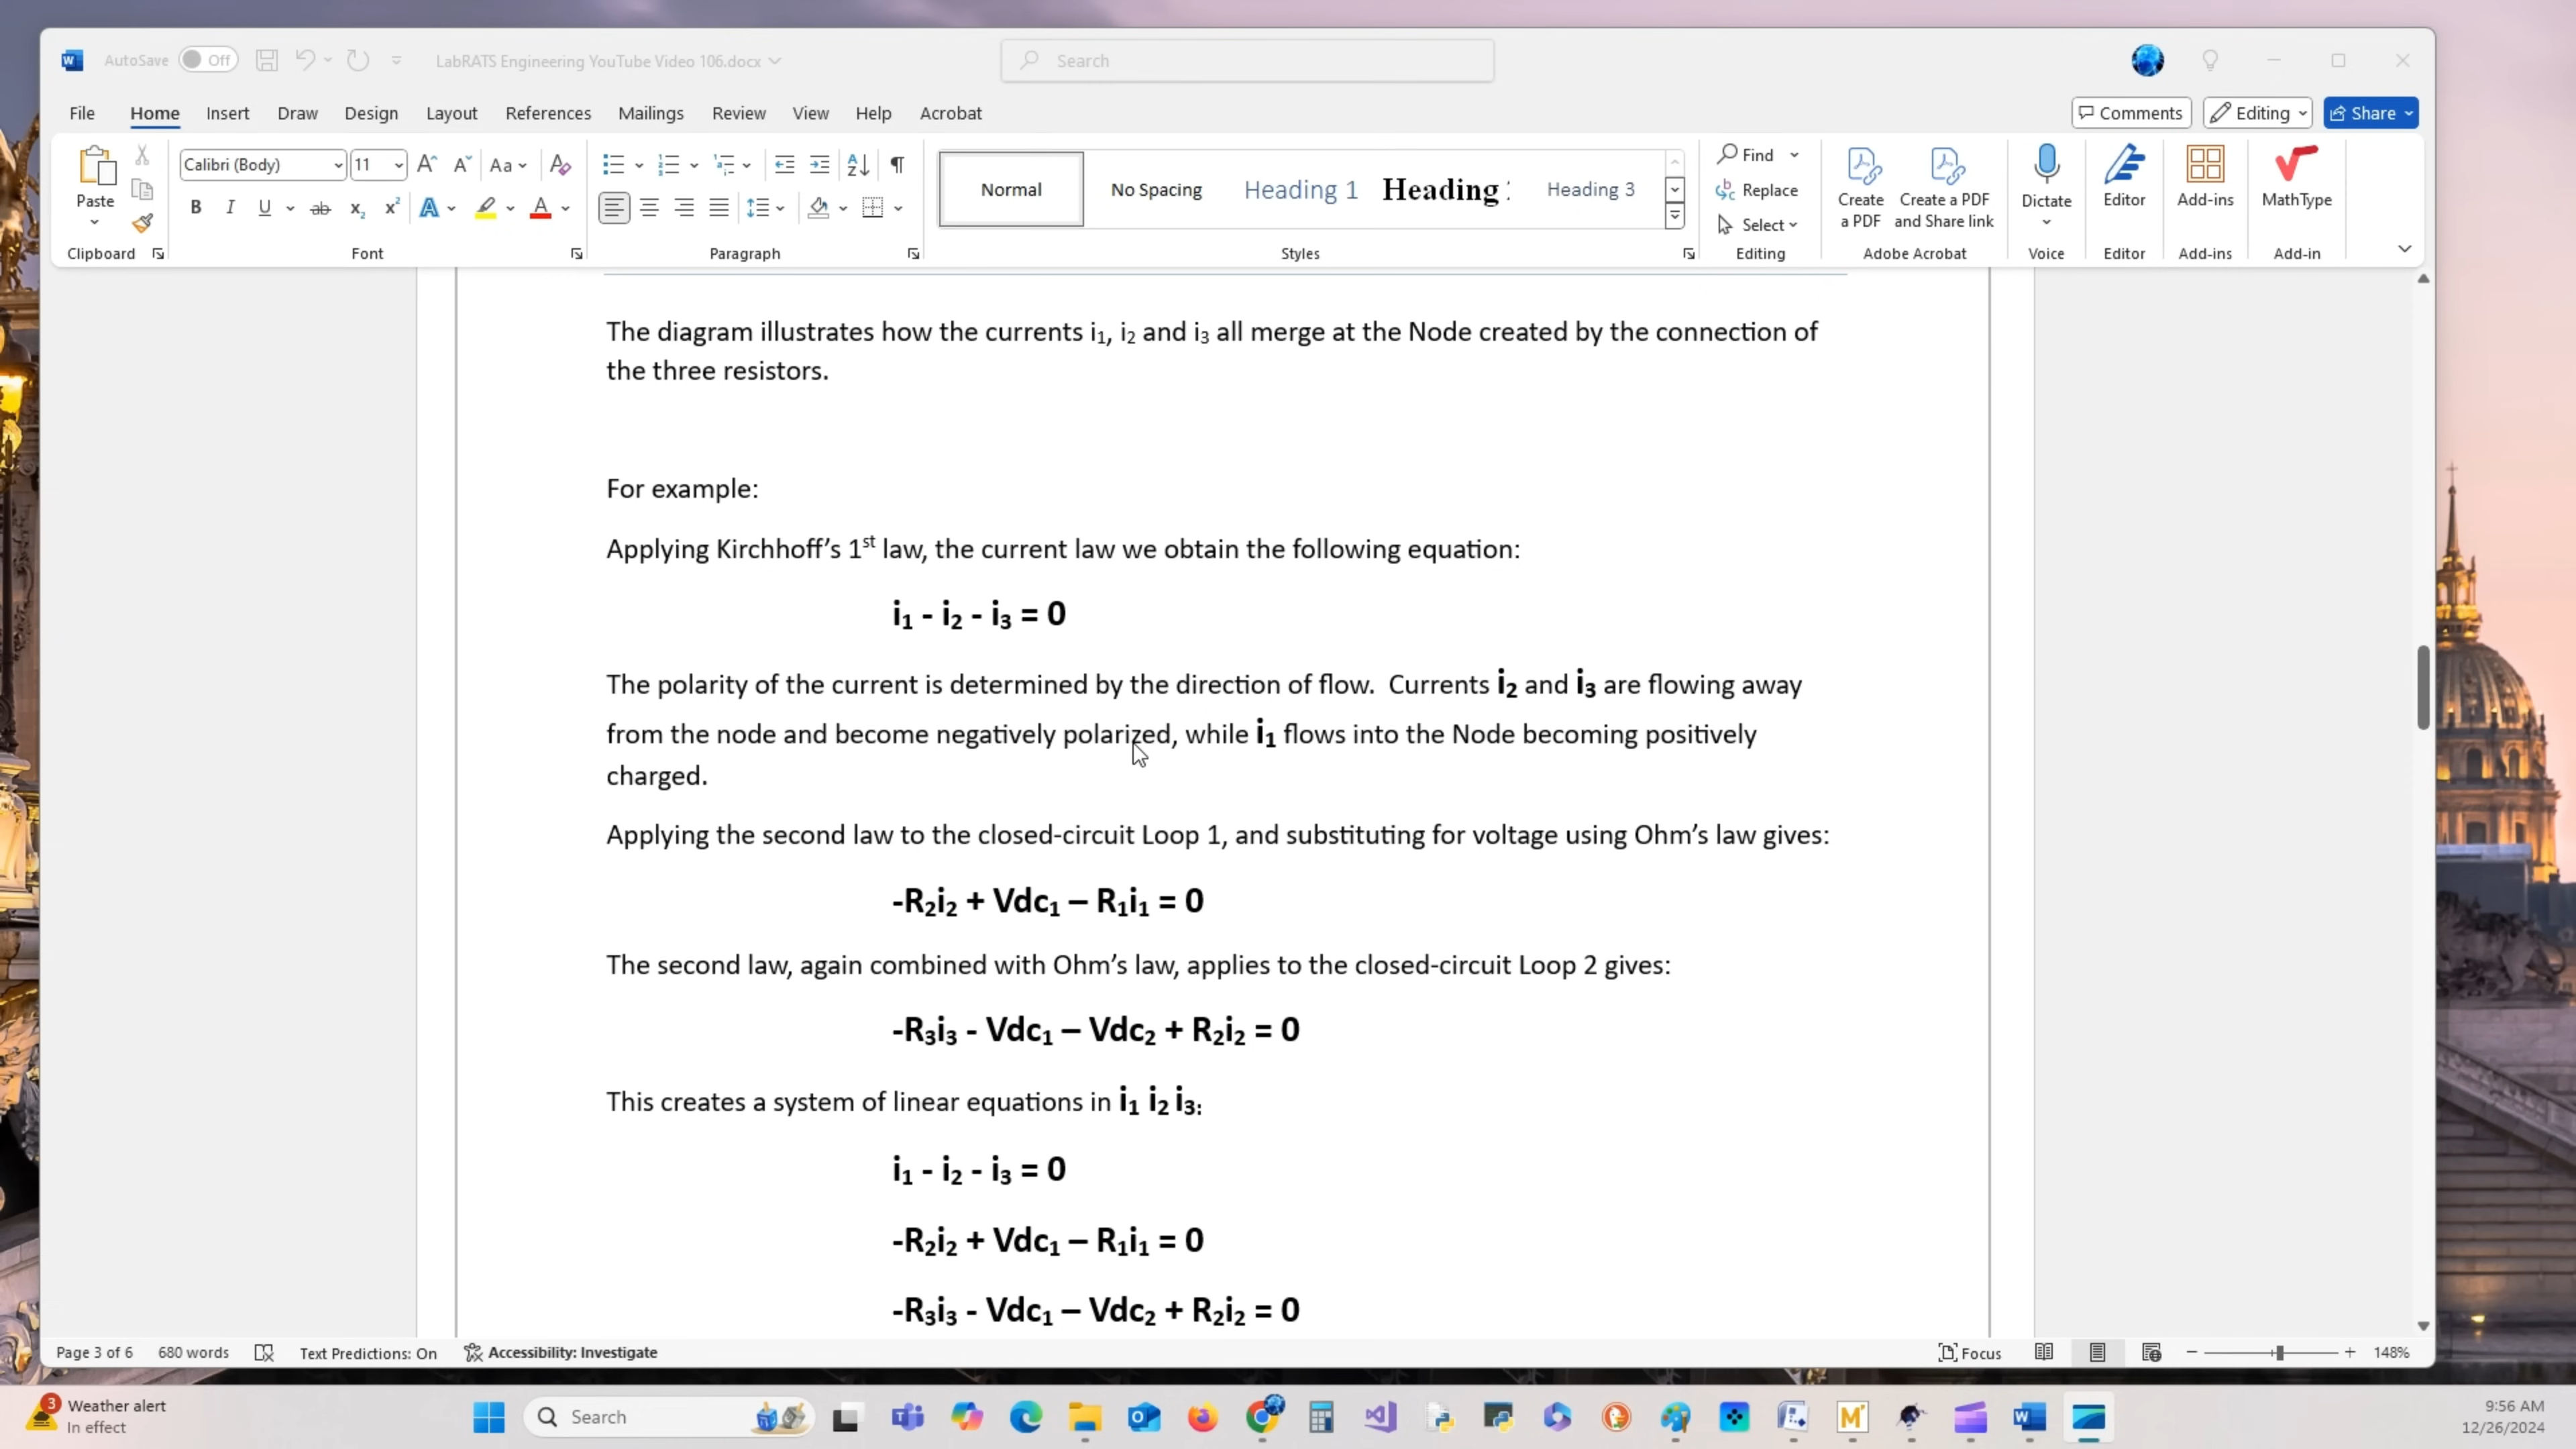 AutoSave Off LabRATS Engineering YouTube Video 106.docx Search
File Home Insert Draw Design Layout References Mailings Review View Help Acrobat Comments Editing Share
Paste Calibri (Body) 11 Aa Normal No Spacing Heading 1 Heading Heading 3 Find Replace Select Create a PDF Create a PDF and Share link Dictate Editor Add-ins MathType
Clipboard Font Paragraph Styles Editing Adobe Acrobat Voice Editor Add-ins Add-in
The diagram illustrates how the currents i₁, i₂ and i₃ all merge at the Node created by the connection of
the three resistors.
For example:
Applying Kirchhoff’s 1st law, the current law we obtain the following equation:
i₁ - i₂ - i₃ = 0
The polarity of the current is determined by the direction of flow. Currents i₂ and i₃ are flowing away
from the node and become negatively polarized, while i₁ flows into the Node becoming positively
charged.
Applying the second law to the closed-circuit Loop 1, and substituting for voltage using Ohm’s law gives:
-R₂i₂ + Vdc₁ – R₁i₁ = 0
The second law, again combined with Ohm’s law, applies to the closed-circuit Loop 2 gives:
-R₃i₃ - Vdc₁ – Vdc₂ + R₂i₂ = 0
This creates a system of linear equations in i₁ i₂ i₃:
i₁ - i₂ - i₃ = 0
-R₂i₂ + Vdc₁ – R₁i₁ = 0
-R₃i₃ - Vdc₁ – Vdc₂ + R₂i₂ = 0
Page 3 of 6 680 words Text Predictions: On Accessibility: Investigate Focus 148%
3 Weather alert
In effect
Search
9:56 AM
12/26/2024